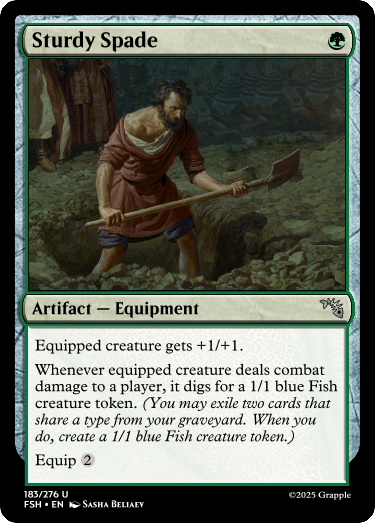 Sturdy Spade
Artifact — Equipment
Equipped creature gets +1/+1.
Whenever equipped creature deals combat
damage to a player, it digs for a 1/1 blue Fish
creature token. (You may exile two cards that
share a type from your graveyard. When you
do, create a 1/1 blue Fish creature token.)
Equip 2
183/276 U
FSH • EN Sasha Beliaev
©2025 Grapple